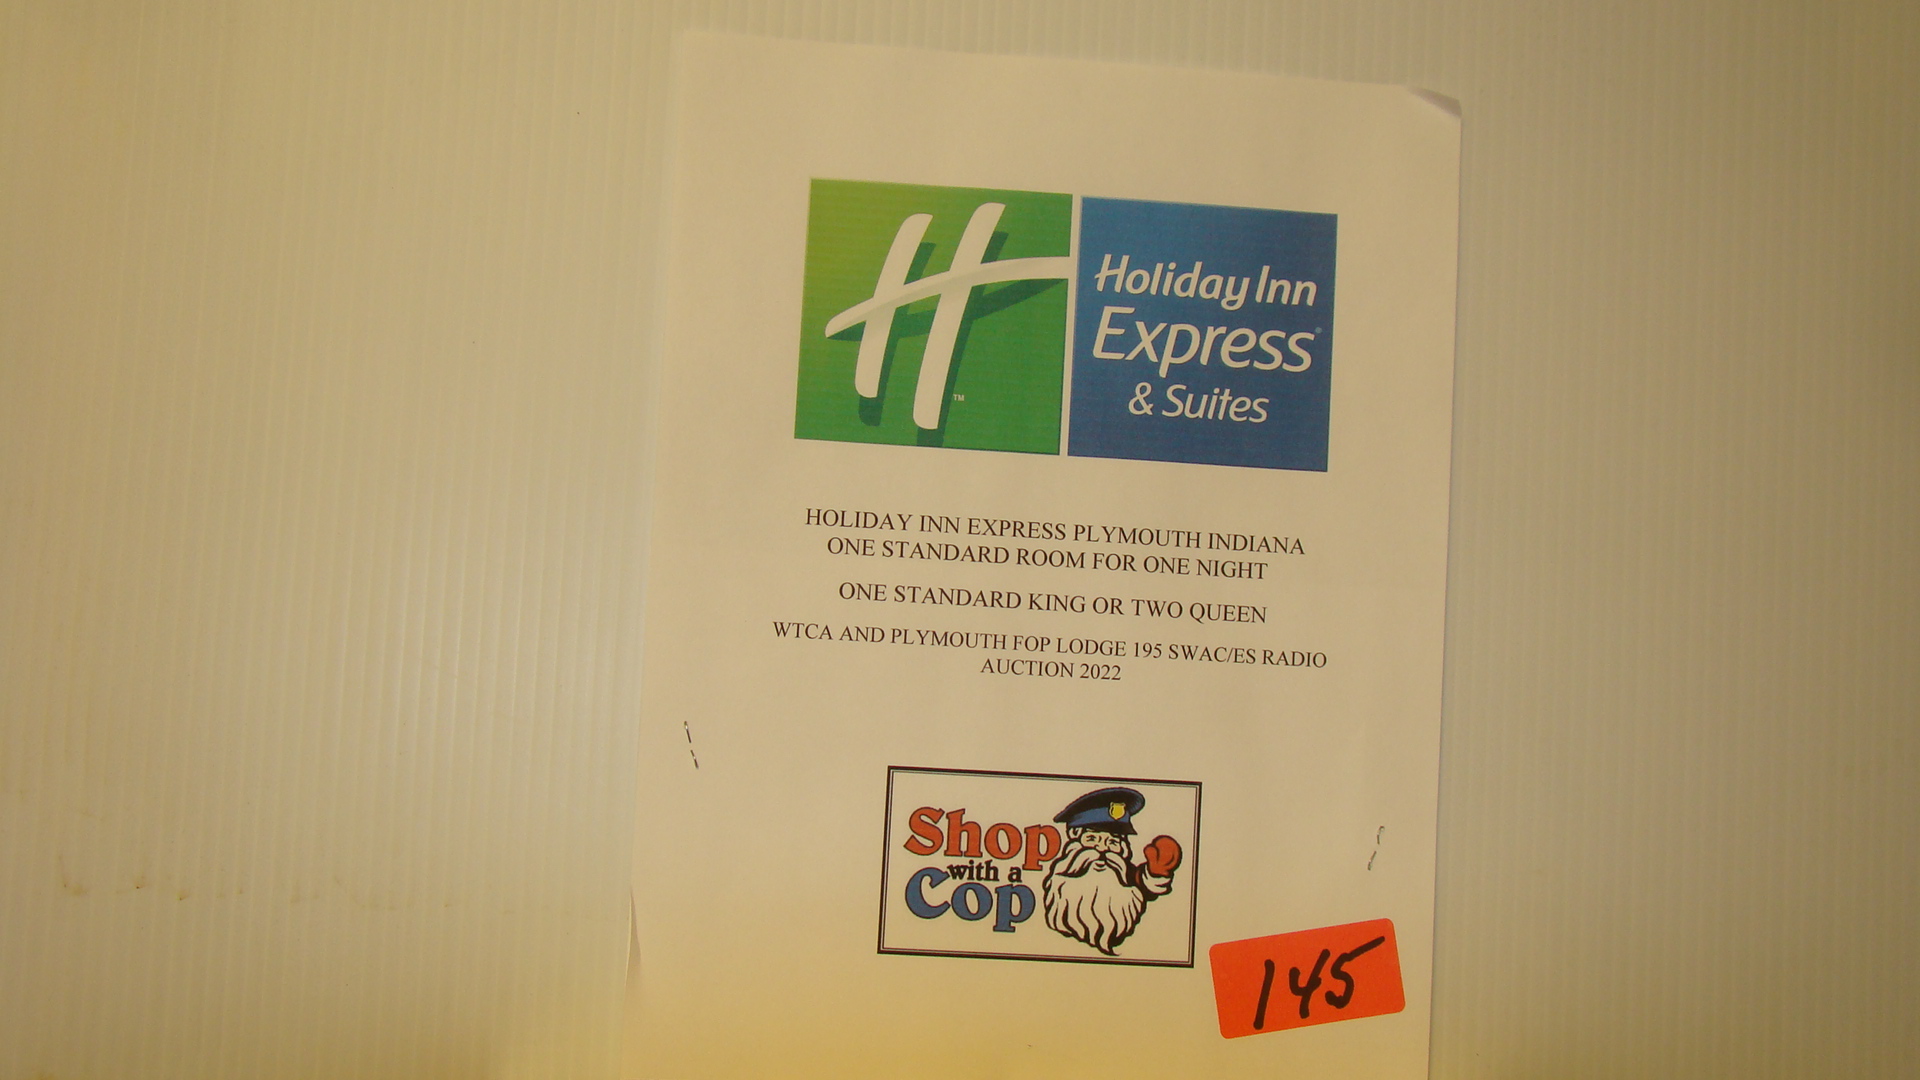 Holiday Inn
Express®
& Suites
™
HOLIDAY INN EXPRESS PLYMOUTH INDIANA
ONE STANDARD ROOM FOR ONE NIGHT
ONE STANDARD KING OR TWO QUEEN
WTCA AND PLYMOUTH FOP LODGE 195 SWAC/ES RADIO
AUCTION 2022
Shop
with a
Cop
145